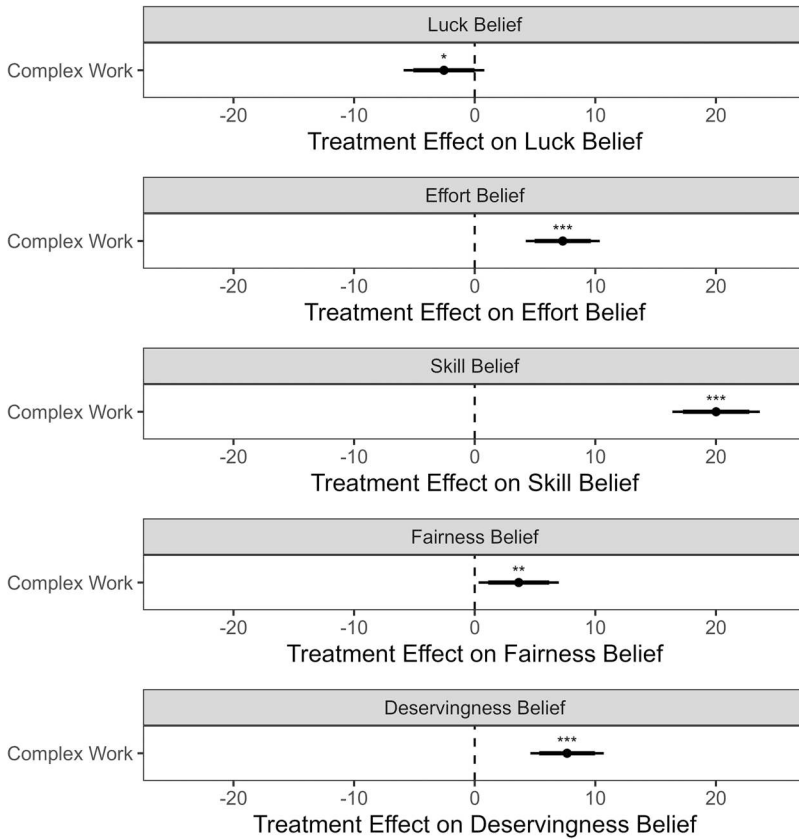 Luck Belief
*
Complex Work
-20 -10 0 10 20
Treatment Effect on Luck Belief
Effort Belief
***
Complex Work
-20 -10 0 10 20
Treatment Effect on Effort Belief
Skill Belief
***
Complex Work
-20 -10 0 10 20
Treatment Effect on Skill Belief
Fairness Belief
**
Complex Work
-20 -10 0 10 20
Treatment Effect on Fairness Belief
Deservingness Belief
***
Complex Work
-20 -10 0 10 20
Treatment Effect on Deservingness Belief